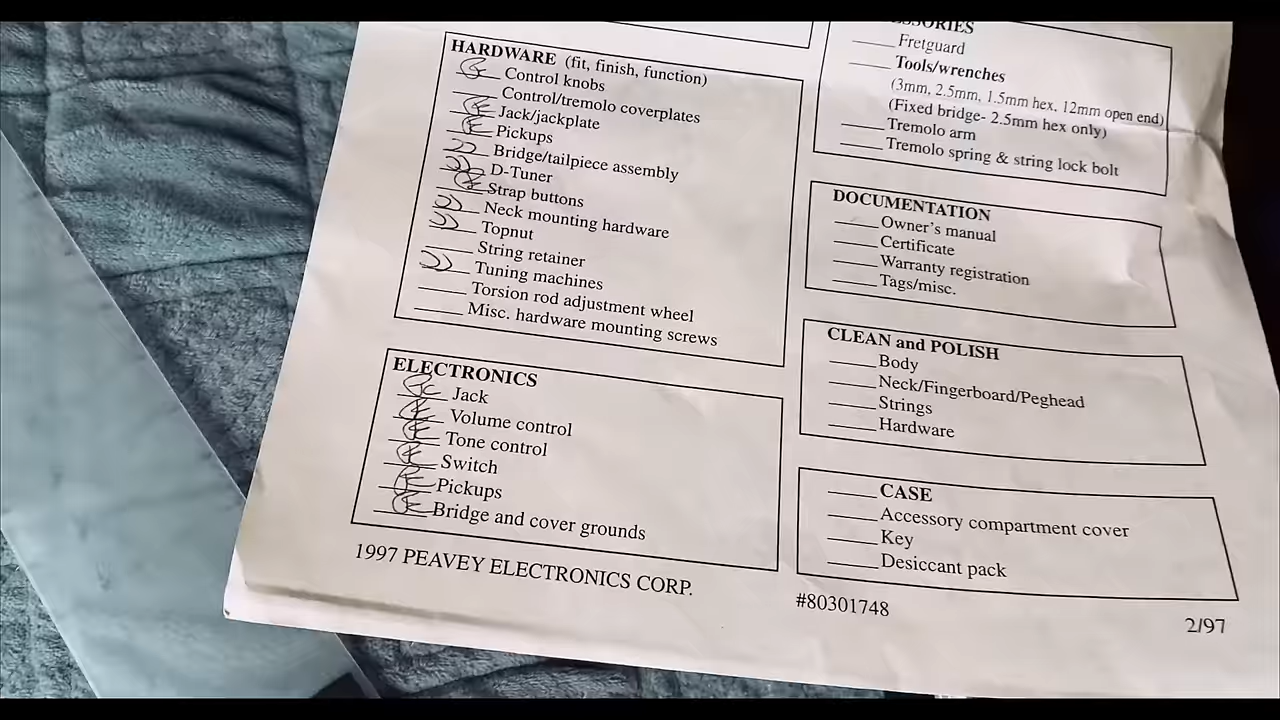 HARDWARE (fit, finish, function)
Control knobs
Control/tremolo coverplates
Jack/jackplate
Pickups
Bridge/tailpiece assembly
D-Tuner
Strap buttons
Neck mounting hardware
Topnut
String retainer
Tuning machines
Torsion rod adjustment wheel
Misc. hardware mounting screws
ELECTRONICS
Jack
Volume control
Tone control
Switch
Pickups
Bridge and cover grounds
1997 PEAVEY ELECTRONICS CORP.
Fretguard
Tools/wrenches
(3mm, 2.5mm, 1.5mm hex, 12mm open end)
(Fixed bridge- 2.5mm hex only)
Tremolo arm
Tremolo spring & string lock bolt
DOCUMENTATION
Owner's manual
Certificate
Warranty registration
Tags/misc.
CLEAN and POLISH
Body
Neck/Fingerboard/Peghead
Strings
Hardware
CASE
Accessory compartment cover
Key
Desiccant pack
#80301748
2/97